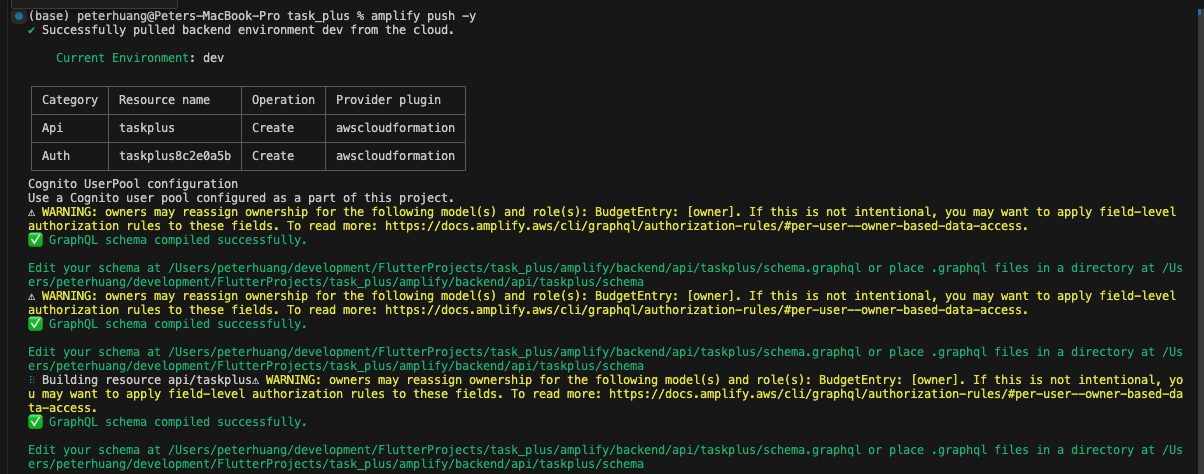 (base) peterhuang@Peters-MacBook-Pro task_plus % amplify push -y
✔ Successfully pulled backend environment dev from the cloud.
Current Environment: dev
Category Resource name Operation Provider plugin
Api taskplus Create awscloudformation
Auth taskplus8c2e0a5b Create awscloudformation
Cognito UserPool configuration
Use a Cognito user pool configured as a part of this project.
⚠ WARNING: owners may reassign ownership for the following model(s) and role(s): BudgetEntry: [owner]. If this is not intentional, you may want to apply field-level
authorization rules to these fields. To read more: https://docs.amplify.aws/cli/graphql/authorization-rules/#per-user--owner-based-data-access.
✅ GraphQL schema compiled successfully.
Edit your schema at /Users/peterhuang/development/FlutterProjects/task_plus/amplify/backend/api/taskplus/schema.graphql or place .graphql files in a directory at /Us
ers/peterhuang/development/FlutterProjects/task_plus/amplify/backend/api/taskplus/schema
⚠ WARNING: owners may reassign ownership for the following model(s) and role(s): BudgetEntry: [owner]. If this is not intentional, you may want to apply field-level
authorization rules to these fields. To read more: https://docs.amplify.aws/cli/graphql/authorization-rules/#per-user--owner-based-data-access.
✅ GraphQL schema compiled successfully.
Edit your schema at /Users/peterhuang/development/FlutterProjects/task_plus/amplify/backend/api/taskplus/schema.graphql or place .graphql files in a directory at /Us
ers/peterhuang/development/FlutterProjects/task_plus/amplify/backend/api/taskplus/schema
⠸ Building resource api/taskplus⚠ WARNING: owners may reassign ownership for the following model(s) and role(s): BudgetEntry: [owner]. If this is not intentional, yo
u may want to apply field-level authorization rules to these fields. To read more: https://docs.amplify.aws/cli/graphql/authorization-rules/#per-user--owner-based-da
ta-access.
✅ GraphQL schema compiled successfully.
Edit your schema at /Users/peterhuang/development/FlutterProjects/task_plus/amplify/backend/api/taskplus/schema.graphql or place .graphql files in a directory at /Us
ers/peterhuang/development/FlutterProjects/task_plus/amplify/backend/api/taskplus/schema